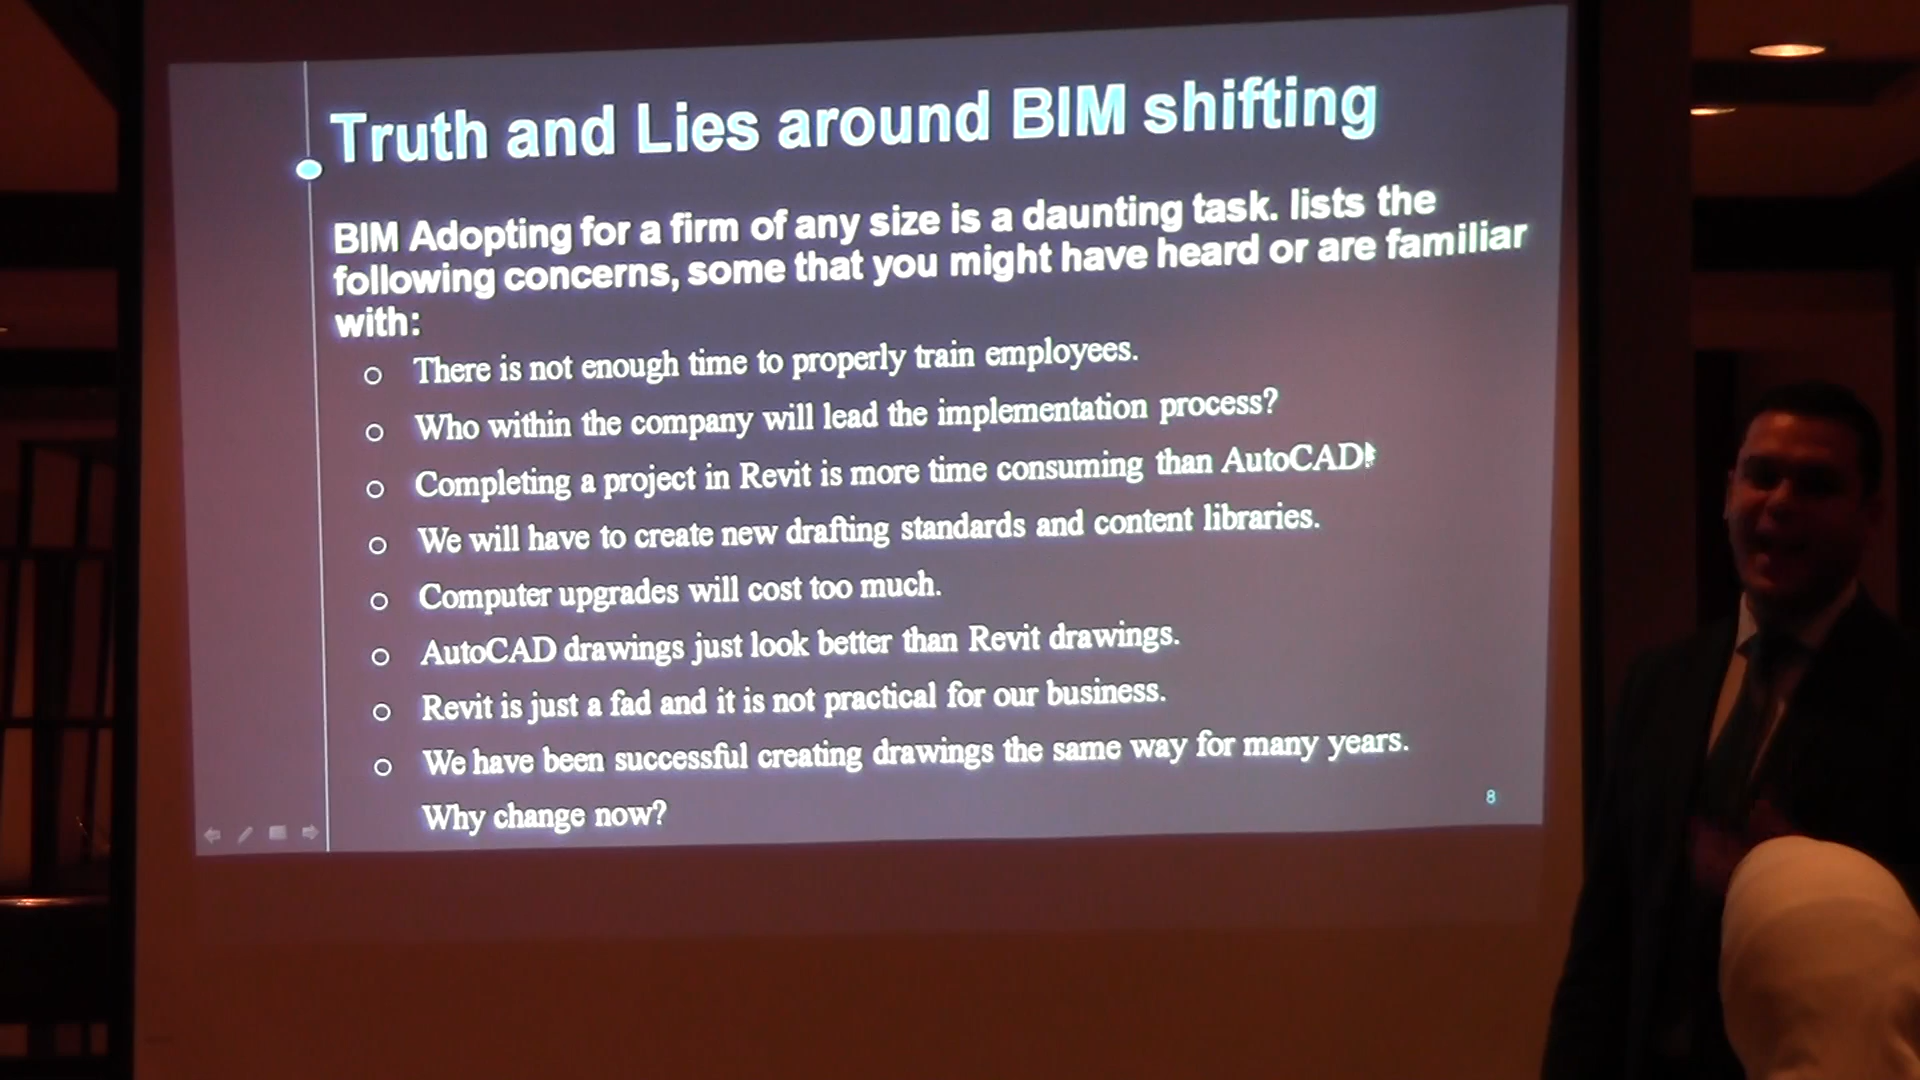 Truth and Lies around BIM shifting
BIM Adopting for a firm of any size is a daunting task. lists the
following concerns, some that you might have heard or are familiar
with:
There is not enough time to properly train employees.
Who within the company will lead the implementation process?
Completing a project in Revit is more time consuming than AutoCAD.
We will have to create new drafting standards and content libraries.
Computer upgrades will cost too much.
AutoCAD drawings just look better than Revit drawings.
Revit is just a fad and it is not practical for our business.
We have been successful creating drawings the same way for many years.
Why change now?
8